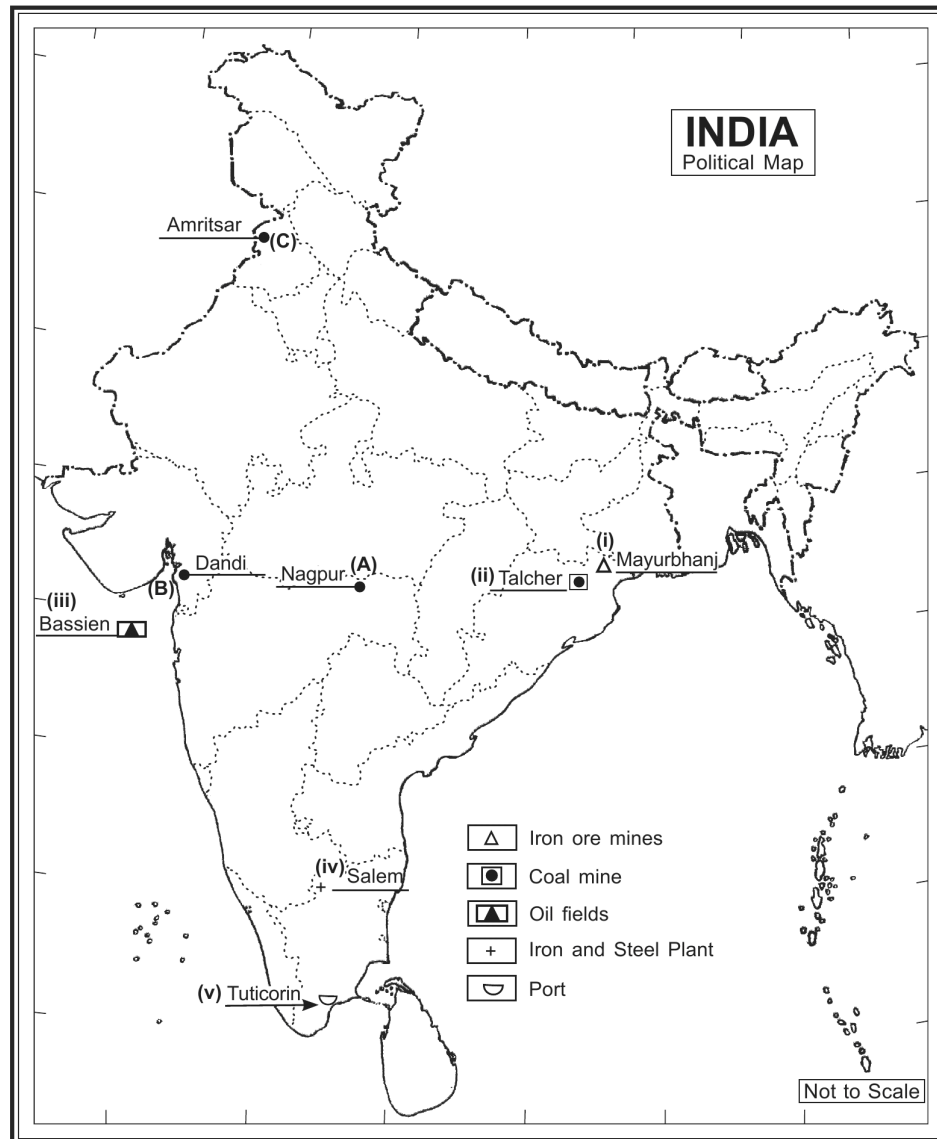 INDIA
Political Map
Amritsar
(C)
(i)
Mayurbhanj
(ii) Talcher
Dandi
(B)
Nagpur
(A)
(iii)
Bassien
(iv)
Salem
(v) Tuticorin
Iron ore mines
Coal mine
Oil fields
Iron and Steel Plant
Port
Not to Scale